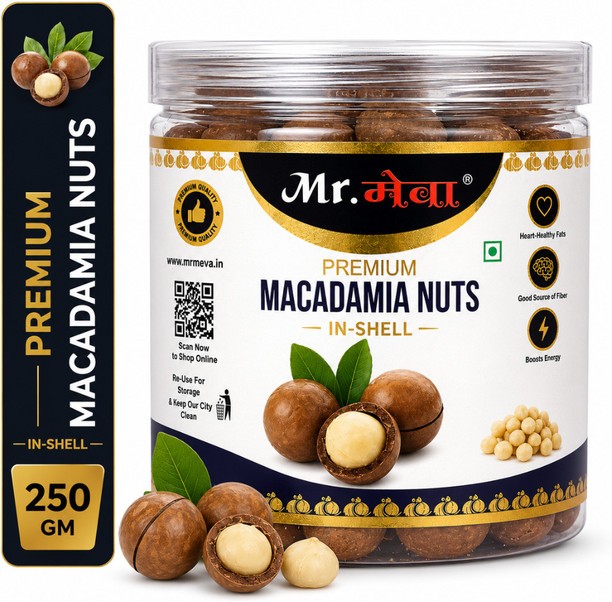 PREMIUM
MACADAMIA NUTS
IN-SHELL
250
GM
Mr.मेवा®
PREMIUM QUALITY
PREMIUM QUALITY
www.mrmeva.in
Scan Now
to Shop Online
Re-Use For
Storage
& Keep Our City
Clean
PREMIUM
MACADAMIA NUTS
IN-SHELL
Heart-Healthy Fats
Good Source of Fiber
Boosts Energy